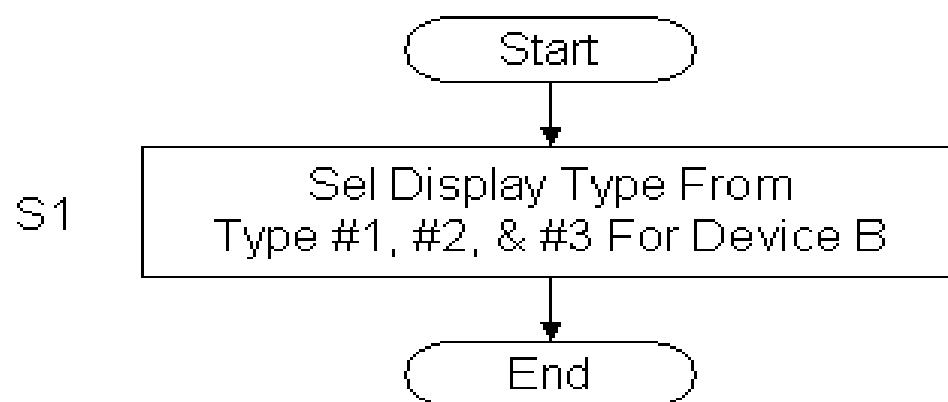 Start
S1
Sel Display Type From
Type #1, #2, & #3 For Device B
End